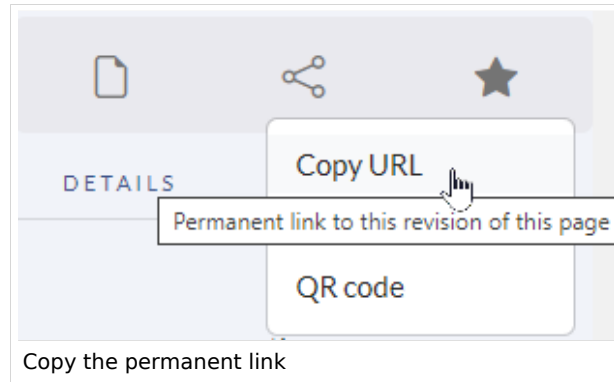 DETAILS
Copy URL
Permanent link to this revision of this page
QR code
Copy the permanent link